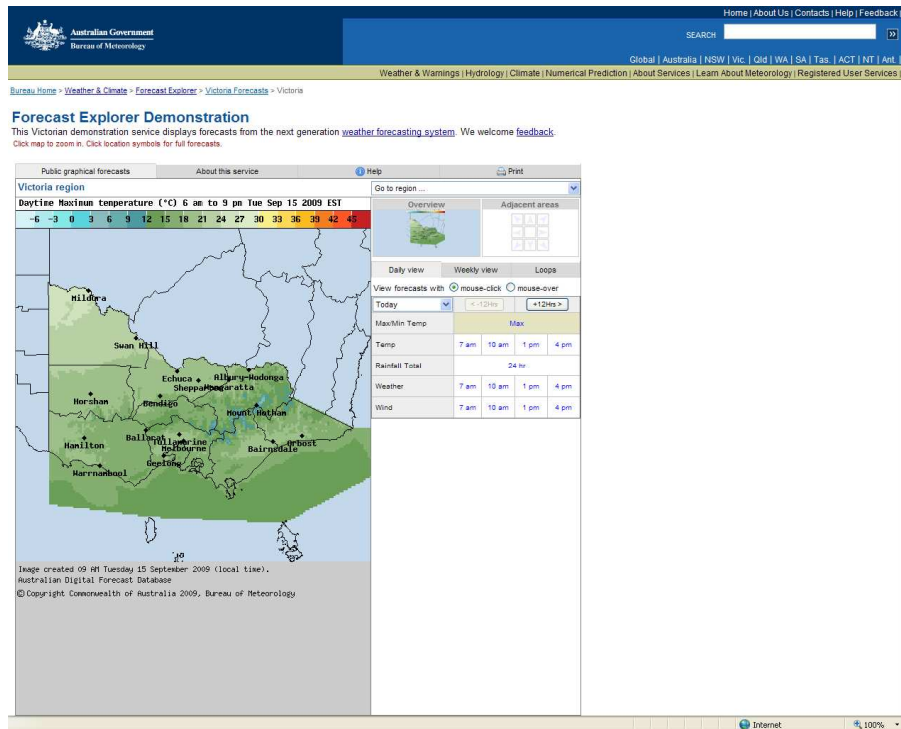 Home | About Us | Contacts | Help | Feedback |
Australian Government
Bureau of Meteorology
SEARCH
Global | Australia | NSW | Vic. | Qld | WA | SA | Tas. | ACT | NT | Ant. |
Weather & Warnings | Hydrology | Climate | Numerical Prediction | About Services | Learn About Meteorology | Registered User Services |
Bureau Home > Weather & Climate > Forecast Explorer > Victoria Forecasts > Victoria
Forecast Explorer Demonstration
This Victorian demonstration service displays forecasts from the next generation weather forecasting system. We welcome feedback.
Click map to zoom in. Click location symbols for full forecasts.
Public graphical forecasts About this service Help Print
Victoria region
Go to region ...
Daytime Maximum temperature (°C) 6 am to 9 pm Tue Sep 15 2009 EST
-6 -3 0 3 6 9 12 15 18 21 24 27 30 33 36 39 42 45
Overview Adjacent areas
Daily view Weekly view Loops
View forecasts with mouse-click mouse-over
Today < -12Hrs +12Hrs >
Max/Min Temp Max
Temp 7 am 10 am 1 pm 4 pm
Rainfall Total 24 hr
Weather 7 am 10 am 1 pm 4 pm
Wind 7 am 10 am 1 pm 4 pm
Mildura
Swan Hill
Echuca Albury-Wodonga
Horsham
Bendigo
Mount Hotham
Hamilton
Ballarat
Tullamarine
Melbourne
Orbost
Bairnsdale
Geelong
Warrnambool
Image created 09 AM Tuesday 15 September 2009 (local time).
Australian Digital Forecast Database
© Copyright Commonwealth of Australia 2009, Bureau of Meteorology
Internet 100%